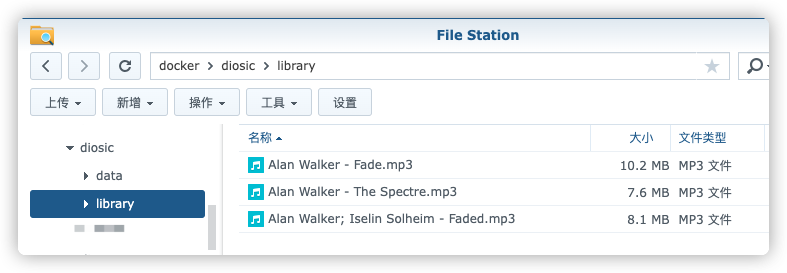 File Station
docker > diosic > library
上传 新增 操作 工具 设置
diosic
data
library
名称 大小 文件类型
Alan Walker - Fade.mp3 10.2 MB MP3 文件
Alan Walker - The Spectre.mp3 7.6 MB MP3 文件
Alan Walker; Iselin Solheim - Faded.mp3 8.1 MB MP3 文件